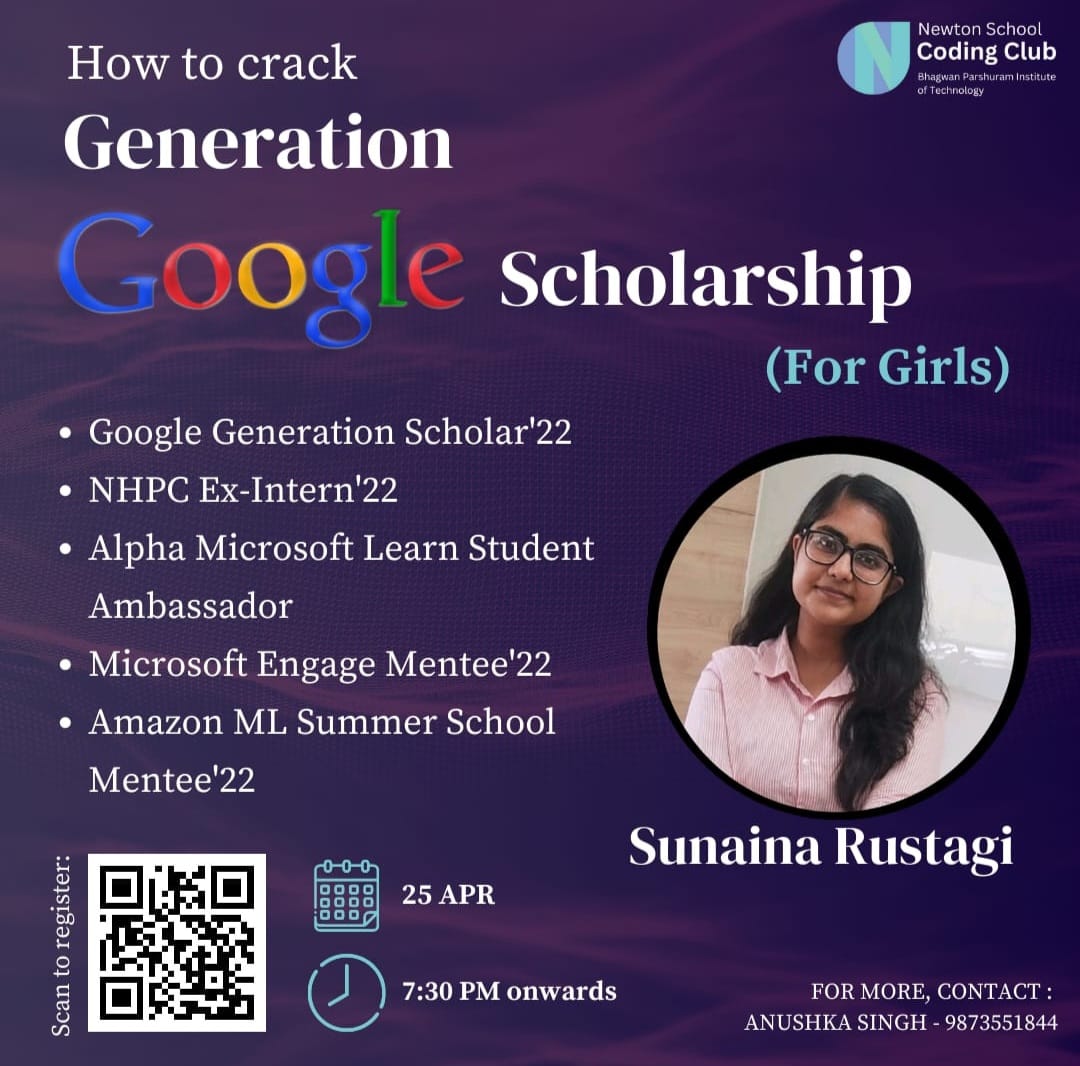 How to crack
Generation
Google Scholarship
(For Girls)
Newton School
Coding Club
Bhagwan Parshuram Institute
of Technology
• Google Generation Scholar'22
• NHPC Ex-Intern'22
• Alpha Microsoft Learn Student
Ambassador
• Microsoft Engage Mentee'22
• Amazon ML Summer School
Mentee'22
Sunaina Rustagi
Scan to register:
25 APR
7:30 PM onwards
FOR MORE, CONTACT :
ANUSHKA SINGH - 9873551844